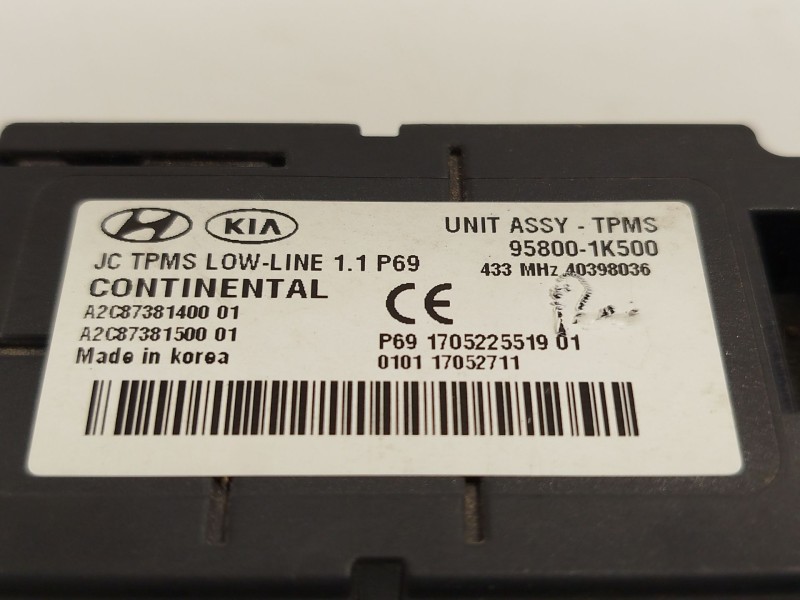 KIA
UNIT ASSY - TPMS
95800-1K500
JC TPMS LOW-LINE 1.1 P69
433 MHz 40398036
CONTINENTAL
CE
A2C87381400 01
A2C87381500 01
P69 1705225519 01
Made in korea
0101 17052711